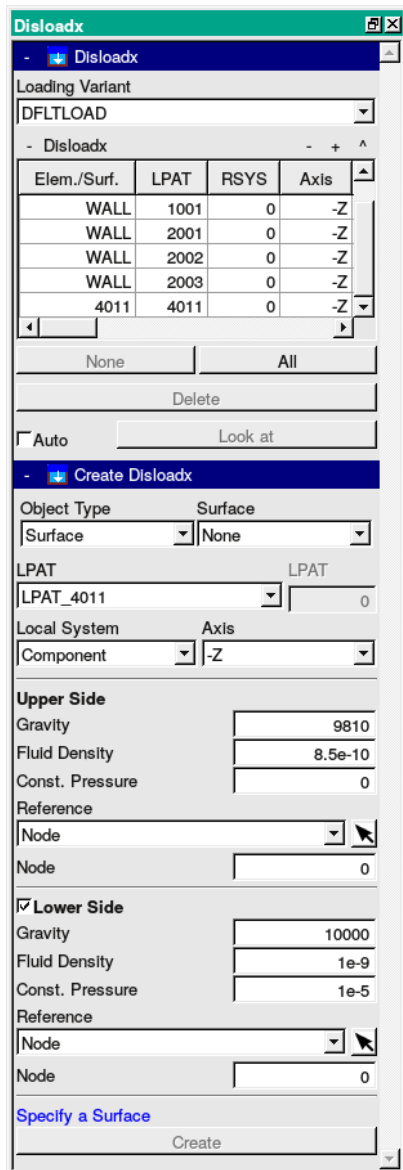 Disloadx
- Disloadx
Loading Variant
DFLTLOAD
- Disloadx - + ^
Elem./Surf. LPAT RSYS Axis
WALL 1001 0 -Z
WALL 2001 0 -Z
WALL 2002 0 -Z
WALL 2003 0 -Z
4011 4011 0 -Z
None All
Delete
Auto Look at
- Create Disloadx
Object Type Surface
Surface None
LPAT LPAT
LPAT_4011 0
Local System Axis
Component -Z
Upper Side
Gravity 9810
Fluid Density 8.5e-10
Const. Pressure 0
Reference
Node
Node 0
Lower Side
Gravity 10000
Fluid Density 1e-9
Const. Pressure 1e-5
Reference
Node
Node 0
Specify a Surface
Create